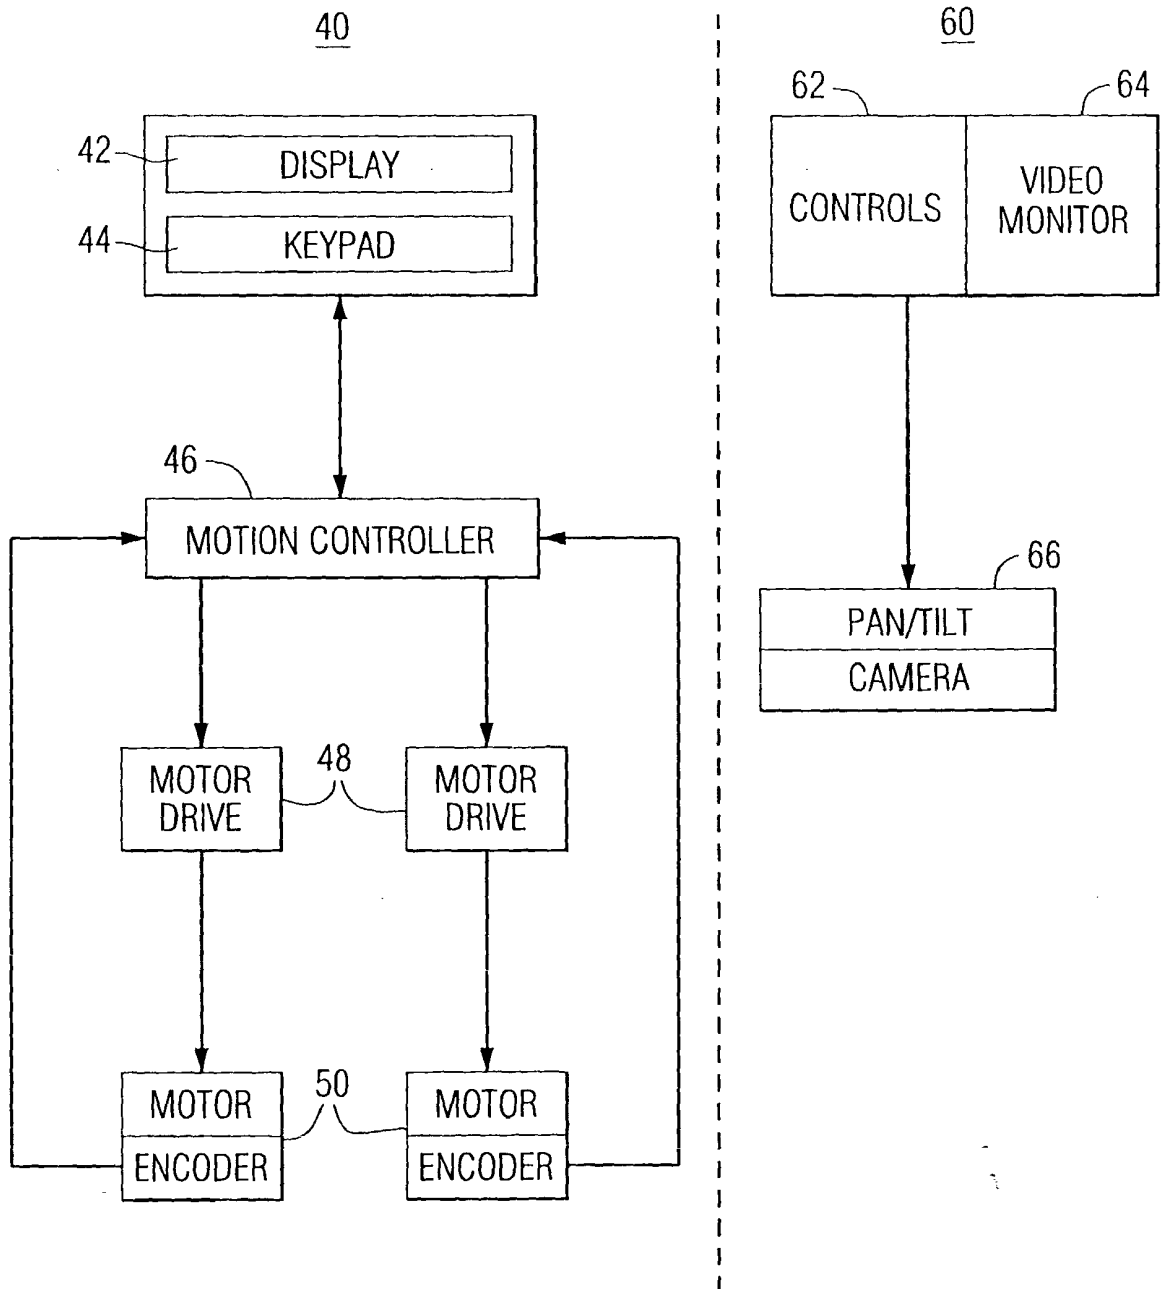 40
60
62
64
42
DISPLAY
44
KEYPAD
CONTROLS
VIDEO
MONITOR
46
MOTION CONTROLLER
66
PAN/TILT
CAMERA
48
MOTOR
DRIVE
MOTOR
DRIVE
50
MOTOR
ENCODER
MOTOR
ENCODER